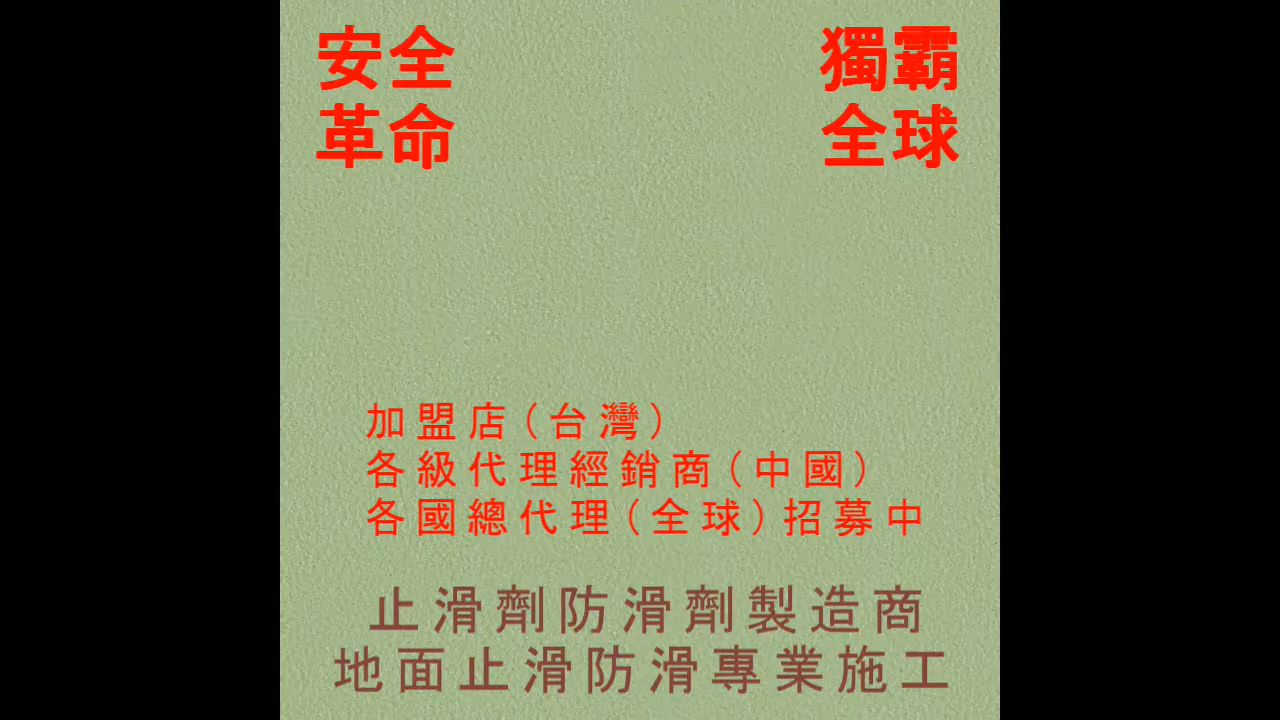 安全
革命
獨霸
全球
加盟店(台灣)
各級代理經銷商(中國)
各國總代理(全球)招募中
止滑劑防滑劑製造商
地面止滑防滑專業施工